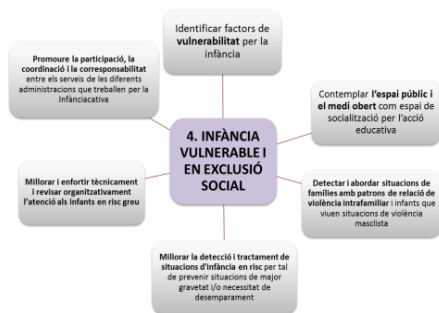 Identificar factors de
vulnerabilitat per la
infància
Promoure la participació, la
coordinació i la corresponsabilitat
entre els serveis de les diferents
administracions que treballen per la
Infànciacativa
Contemplar l'espai públic i
el medi obert com espai de
socialització per l'acció
educativa
4. INFÀNCIA
VULNERABLE I
EN EXCLUSIÓ
SOCIAL
Millorar i enfortir tècnicament
i revisar organitzativament
l'atenció als infants en risc greu
Detectar i abordar situacions de
famílies amb patrons de relació de
violència intrafamiliar i infants que
viuen situacions de violència
masclista
Millorar la detecció i tractament de
situacions d'infància en risc per tal
de prevenir situacions de major
gravetat i/o necessitat de
desemparament